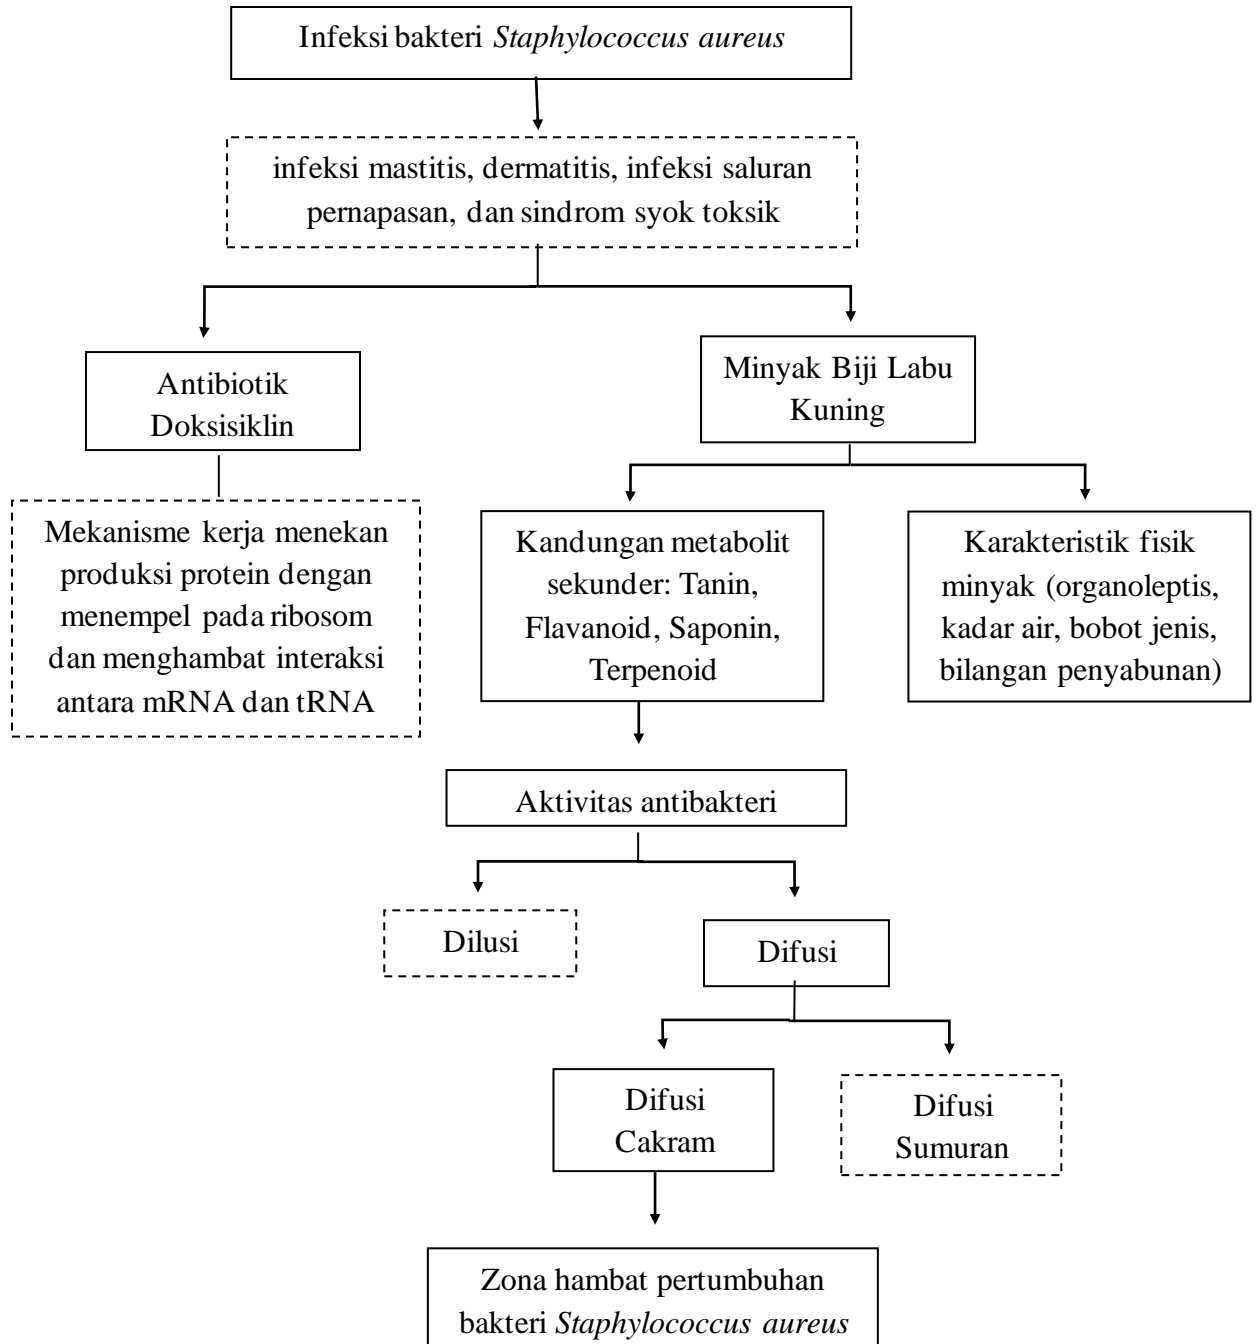 Infeksi bakteri Staphylococcus aureus
infeksi mastitis, dermatitis, infeksi saluran
pernapasan, dan sindrom syok toksik
Antibiotik
Doksisiklin
Minyak Biji Labu
Kuning
Mekanisme kerja menekan
produksi protein dengan
menempel pada ribosom
dan menghambat interaksi
antara mRNA dan tRNA
Kandungan metabolit
sekunder: Tanin,
Flavanoid, Saponin,
Terpenoid
Karakteristik fisik
minyak (organoleptis,
kadar air, bobot jenis,
bilangan penyabunan)
Aktivitas antibakteri
Dilusi
Difusi
Difusi
Cakram
Difusi
Sumuran
Zona hambat pertumbuhan
bakteri Staphylococcus aureus